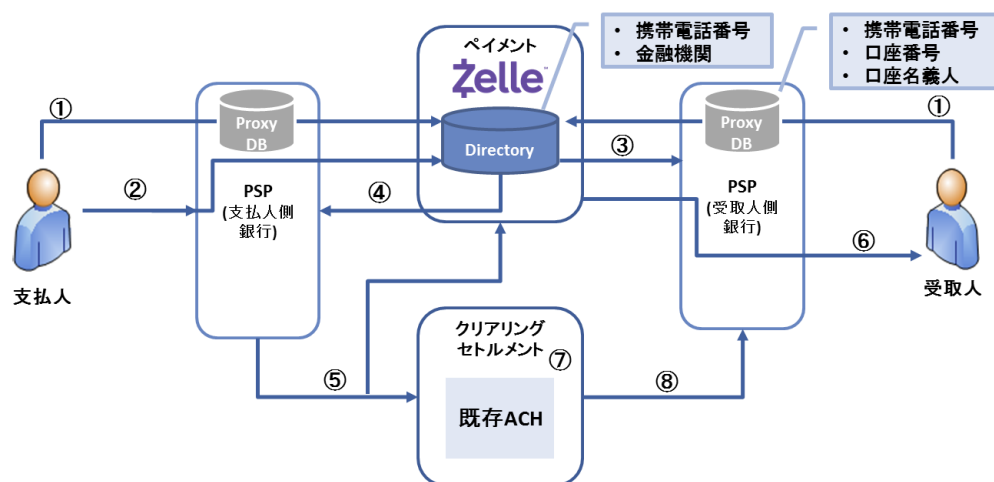 ペイメント
Zelle
• 携帯電話番号
• 金融機関
• 携帯電話番号
• 口座番号
• 口座名義人
①
Proxy
DB
Directory
③
Proxy
DB
①
②
PSP
(支払人側
銀行)
④
PSP
(受取人側
銀行)
⑥
支払人
受取人
クリアリング
セトルメント
⑦
⑤
既存ACH
⑧